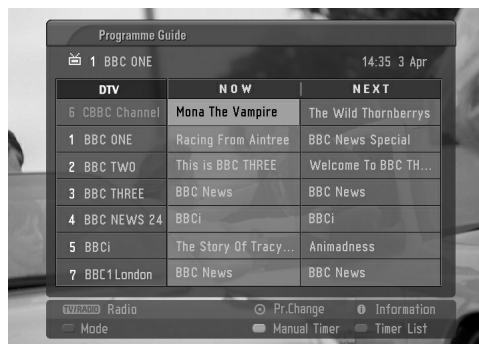 Programme Guide
1 BBC ONE 14:35 3 Apr
DTV NOW NEXT
6 CBBC Channel Mona The Vampire The Wild Thornberrys
1 BBC ONE Racing From Aintree BBC News Special
2 BBC TWO This is BBC THREE Welcome To BBC TH...
3 BBC THREE BBC News BBC News
4 BBC NEWS 24 BBCi BBCi
5 BBCi The Story Of Tracy... Animadness
7 BBC1 London BBC News BBC News
TV/RADIO Radio Pr.Change Information
Mode Manual Timer Timer List